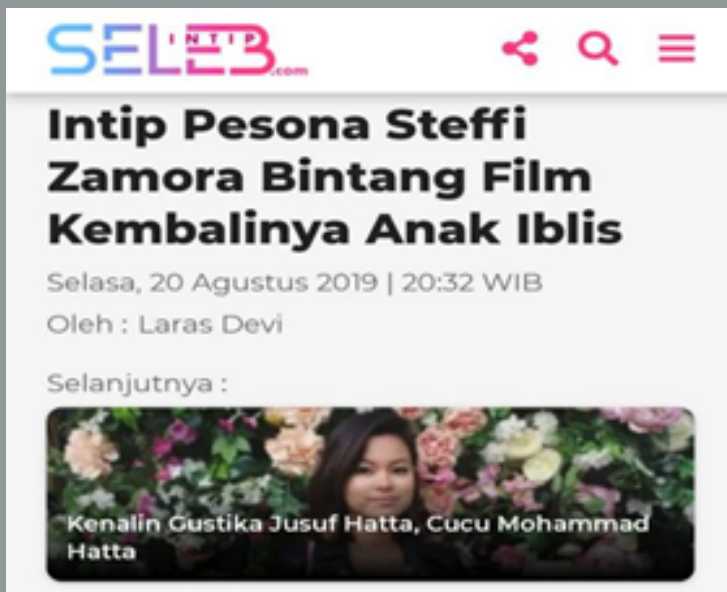 SELEB
INTIP
.com
Intip Pesona Steffi
Zamora Bintang Film
Kembalinya Anak Iblis
Selasa, 20 Agustus 2019 | 20:32 WIB
Oleh : Laras Devi
Selanjutnya :
Kenalin Gustika Jusuf Hatta, Cucu Mohammad
Hatta